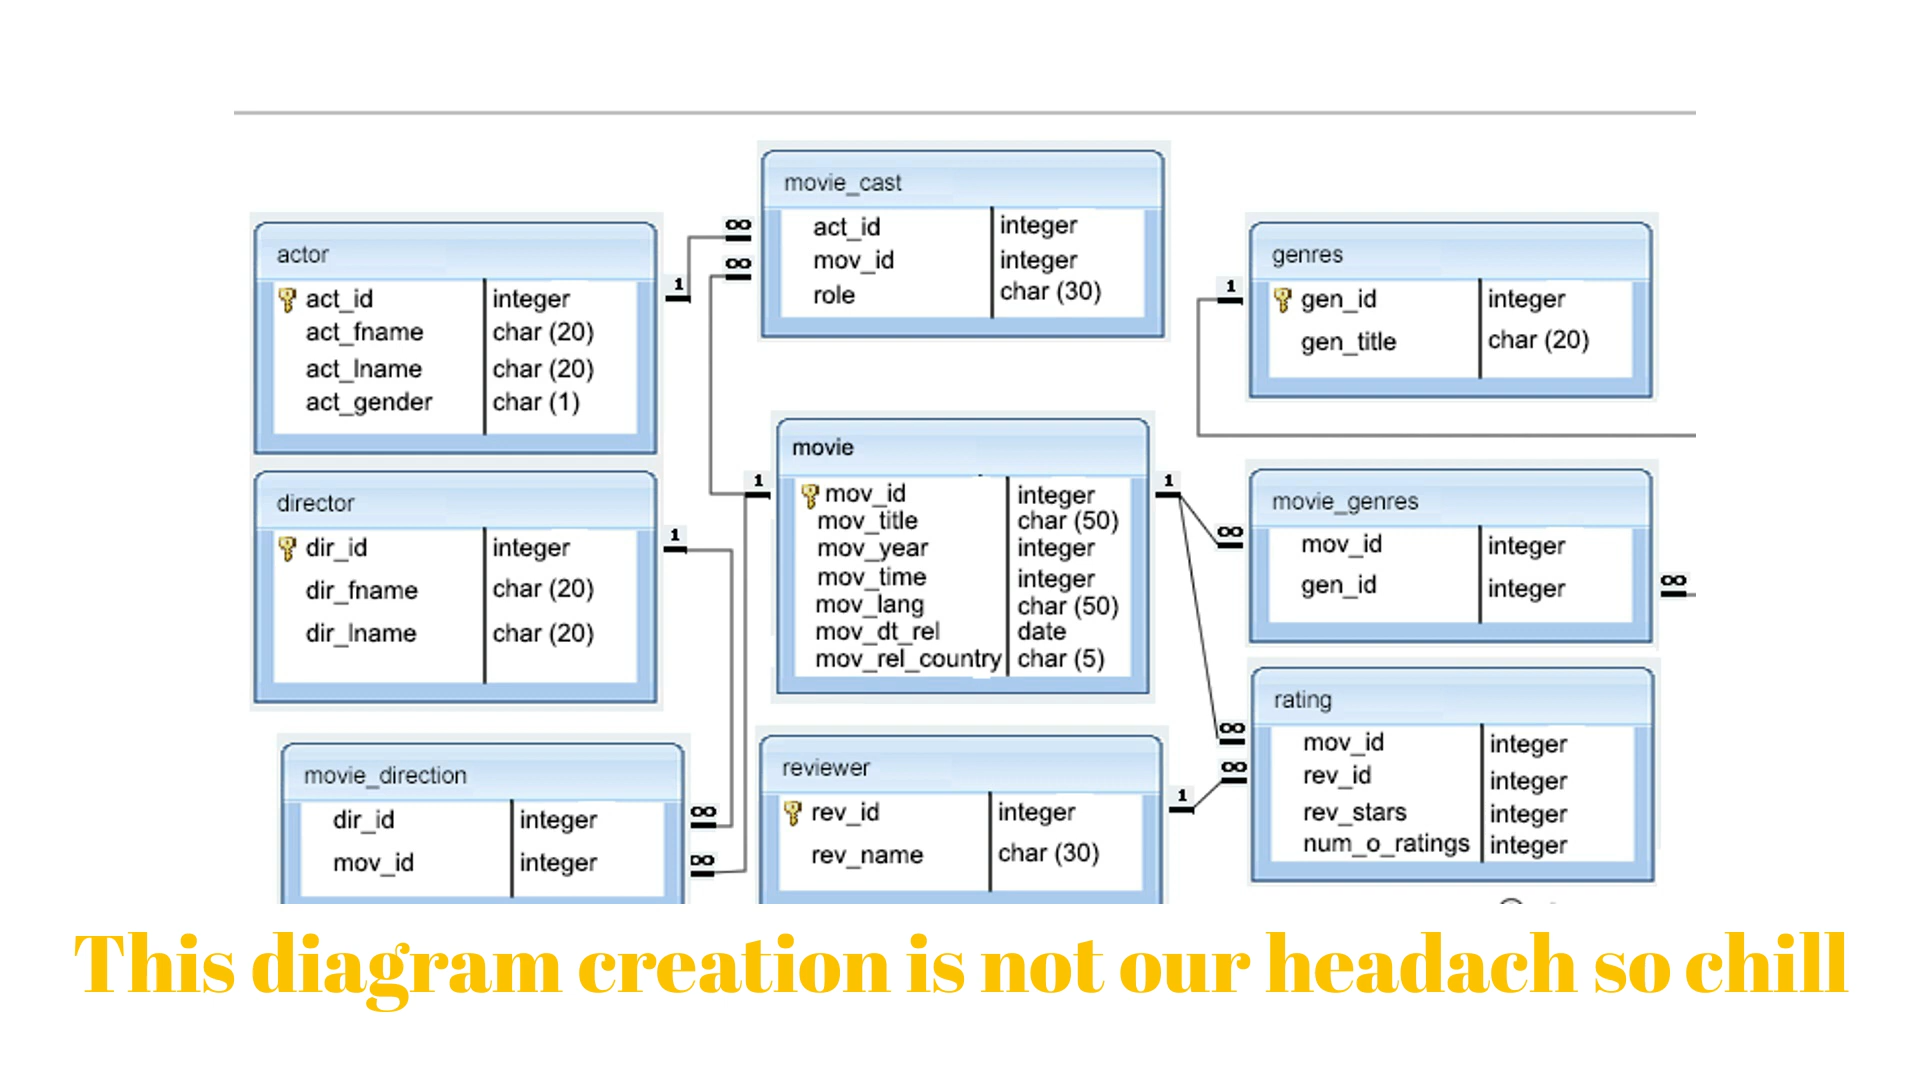 movie_cast
act_id integer
mov_id integer
role char (30)
actor
act_id integer
act_fname char (20)
act_lname char (20)
act_gender char (1)
genres
gen_id integer
gen_title char (20)
movie
mov_id integer
mov_title char (50)
mov_year integer
mov_time integer
mov_lang char (50)
mov_dt_rel date
mov_rel_country char (5)
director
dir_id integer
dir_fname char (20)
dir_lname char (20)
movie_genres
mov_id integer
gen_id integer
movie_direction
dir_id integer
mov_id integer
reviewer
rev_id integer
rev_name char (30)
rating
mov_id integer
rev_id integer
rev_stars integer
num_o_ratings integer
∞
∞
1
1
1
1
1
∞
∞
∞
∞
1
∞
∞
This diagram creation is not our headach so chill